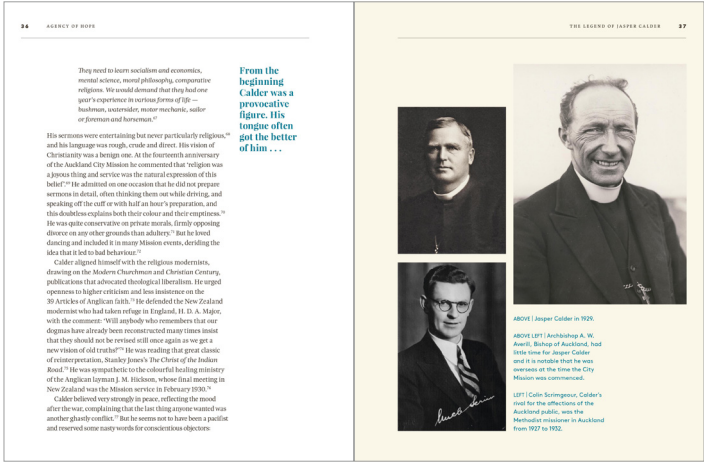 36 AGENCY OF HOPE
They need to learn socialism and economics,
mental science, moral philosophy, comparative
religions. We would demand that they had one
year's experience in various forms of life —
bushman, watersider, motor mechanic, sailor
or foreman and horseman.⁶⁷
From the
beginning
Calder was a
provocative
figure. His
tongue often
got the better
of him . . .
His sermons were entertaining but never particularly religious,⁶⁸
and his language was rough, crude and direct. His vision of
Christianity was a benign one. At the fourteenth anniversary
of the Auckland City Mission he commented that 'religion was
a joyous thing and service was the natural expression of this
belief'.⁶⁹ He admitted on one occasion that he did not prepare
sermons in detail, often thinking them out while driving, and
speaking off the cuff or with half an hour's preparation, and
this doubtless explains both their colour and their emptiness.⁷⁰
He was quite conservative on private morals, firmly opposing
divorce on any other grounds than adultery.⁷¹ But he loved
dancing and included it in many Mission events, deriding the
idea that it led to bad behaviour.⁷²
Calder aligned himself with the religious modernists,
drawing on the Modern Churchman and Christian Century,
publications that advocated theological liberalism. He urged
openness to higher criticism and less insistence on the
39 Articles of Anglican faith.⁷³ He defended the New Zealand
modernist who had taken refuge in England, H. D. A. Major,
with the comment: 'Will anybody who remembers that our
dogmas have already been reconstructed many times insist
that they should not be revised still once again as we get a
new vision of old truths?'⁷⁴ He was reading that great classic
of reinterpretation, Stanley Jones's The Christ of the Indian
Road.⁷⁵ He was sympathetic to the colourful healing ministry
of the Anglican layman J. M. Hickson, whose final meeting in
New Zealand was the Mission service in February 1930.⁷⁶
Calder believed very strongly in peace, reflecting the mood
after the war, complaining that the last thing anyone wanted was
another ghastly conflict.⁷⁷ But he seems not to have been a pacifist
and reserved some nasty words for conscientious objectors:
THE LEGEND OF JASPER CALDER 37
ABOVE | Jasper Calder in 1929.
ABOVE LEFT | Archbishop A. W.
Averill, Bishop of Auckland, had
little time for Jasper Calder
and it is notable that he was
overseas at the time the City
Mission was commenced.
LEFT | Colin Scrimgeour, Calder's
rival for the affections of the
Auckland public, was the
Methodist missioner in Auckland
from 1927 to 1932.